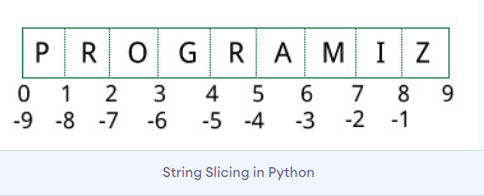 P R O G R A M I Z
0 1 2 3 4 5 6 7 8 9
-9 -8 -7 -6 -5 -4 -3 -2 -1
String Slicing in Python